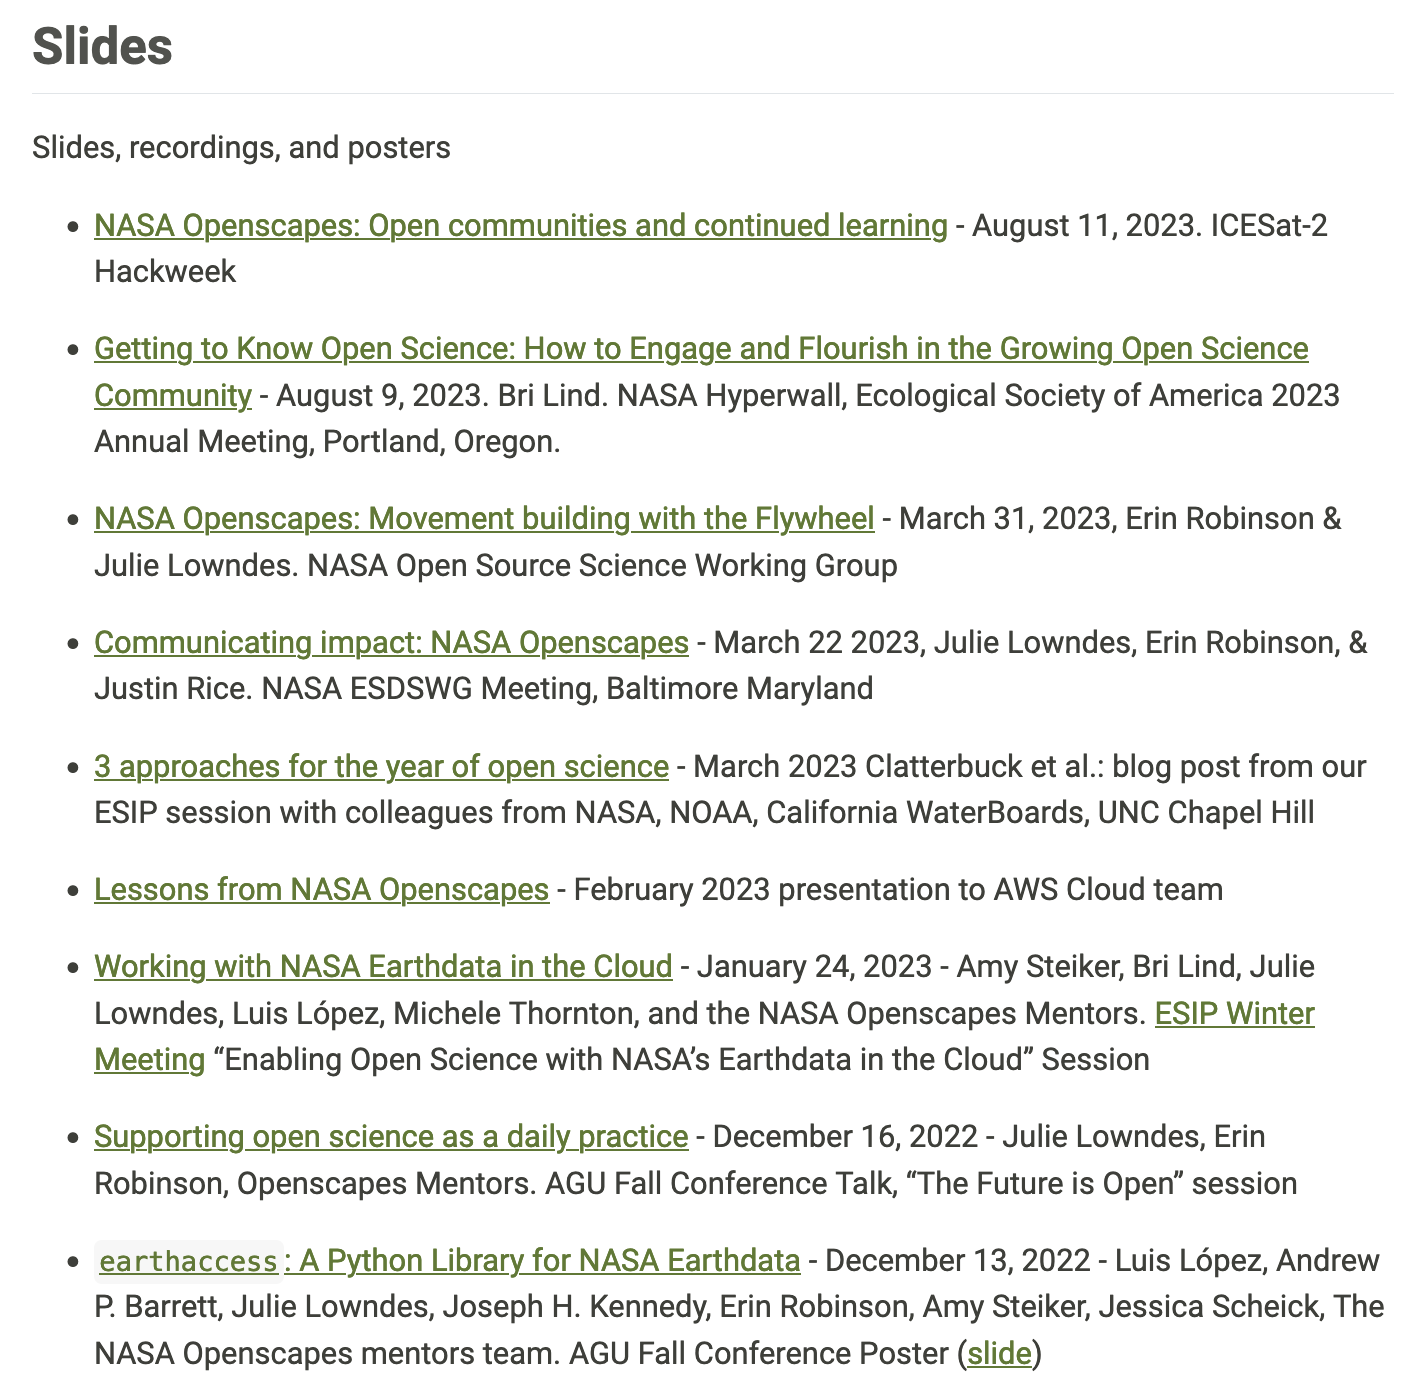 Slides
Slides, recordings, and posters
• NASA Openscapes: Open communities and continued learning - August 11, 2023. ICESat-2
Hackweek
• Getting to Know Open Science: How to Engage and Flourish in the Growing Open Science
Community - August 9, 2023. Bri Lind. NASA Hyperwall, Ecological Society of America 2023
Annual Meeting, Portland, Oregon.
• NASA Openscapes: Movement building with the Flywheel - March 31, 2023, Erin Robinson &
Julie Lowndes. NASA Open Source Science Working Group
• Communicating impact: NASA Openscapes - March 22 2023, Julie Lowndes, Erin Robinson, &
Justin Rice. NASA ESDSWG Meeting, Baltimore Maryland
• 3 approaches for the year of open science - March 2023 Clatterbuck et al.: blog post from our
ESIP session with colleagues from NASA, NOAA, California WaterBoards, UNC Chapel Hill
• Lessons from NASA Openscapes - February 2023 presentation to AWS Cloud team
• Working with NASA Earthdata in the Cloud - January 24, 2023 - Amy Steiker, Bri Lind, Julie
Lowndes, Luis López, Michele Thornton, and the NASA Openscapes Mentors. ESIP Winter
Meeting “Enabling Open Science with NASA’s Earthdata in the Cloud” Session
• Supporting open science as a daily practice - December 16, 2022 - Julie Lowndes, Erin
Robinson, Openscapes Mentors. AGU Fall Conference Talk, “The Future is Open” session
• earthaccess: A Python Library for NASA Earthdata - December 13, 2022 - Luis López, Andrew
P. Barrett, Julie Lowndes, Joseph H. Kennedy, Erin Robinson, Amy Steiker, Jessica Scheick, The
NASA Openscapes mentors team. AGU Fall Conference Poster (slide)